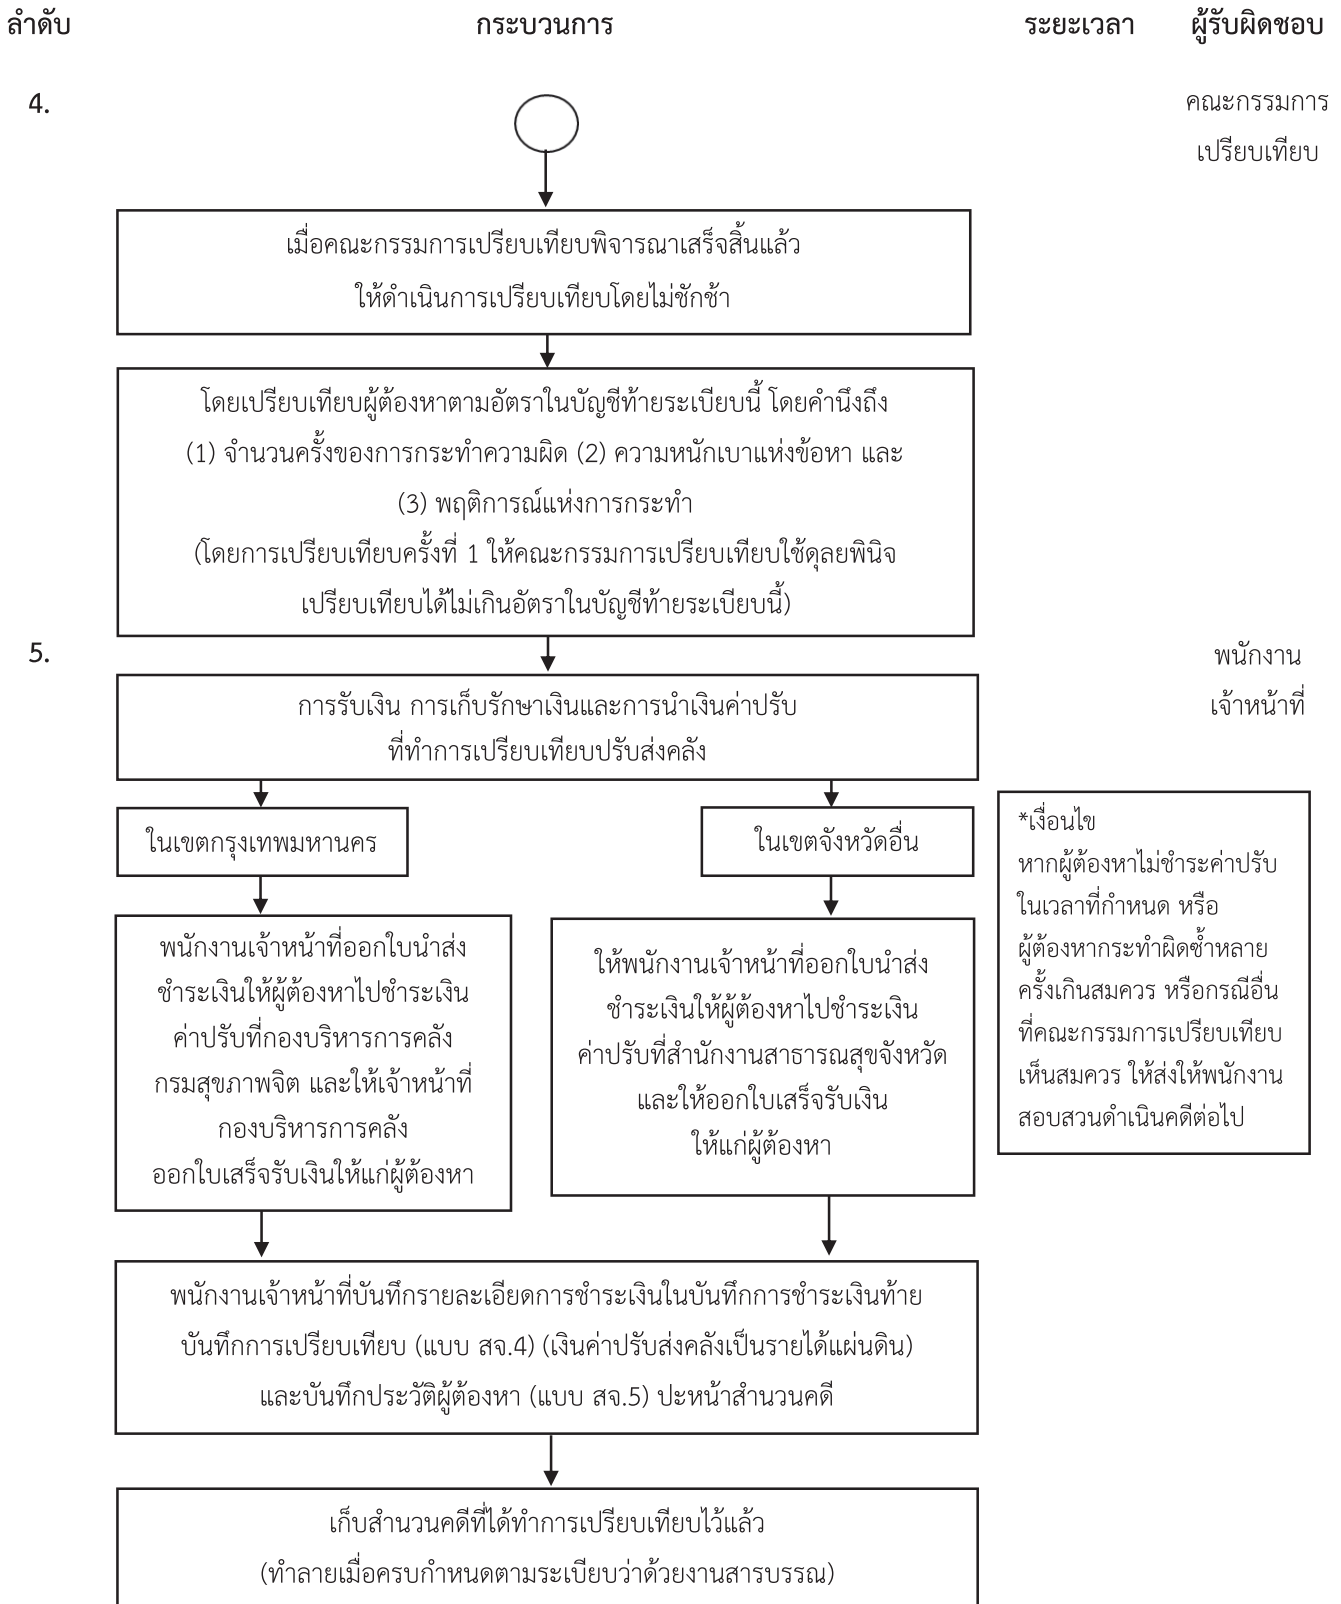 ลำดับ กระบวนการ ระยะเวลา ผู้รับผิดชอบ
4.
คณะกรรมการ
เปรียบเทียบ
เมื่อคณะกรรมการเปรียบเทียบพิจารณาเสร็จสิ้นแล้ว
ให้ดำเนินการเปรียบเทียบโดยไม่ชักช้า
โดยเปรียบเทียบผู้ต้องหาตามอัตราในบัญชีท้ายระเบียบนี้ โดยคำนึงถึง
(1) จำนวนครั้งของการกระทำความผิด (2) ความหนักเบาแห่งข้อหา และ
(3) พฤติการณ์แห่งการกระทำ
(โดยการเปรียบเทียบครั้งที่ 1 ให้คณะกรรมการเปรียบเทียบใช้ดุลยพินิจ
เปรียบเทียบได้ไม่เกินอัตราในบัญชีท้ายระเบียบนี้)
5.
พนักงาน
เจ้าหน้าที่
การรับเงิน การเก็บรักษาเงินและการนำเงินค่าปรับ
ที่ทำการเปรียบเทียบปรับส่งคลัง
ในเขตกรุงเทพมหานคร
พนักงานเจ้าหน้าที่ออกใบนำส่ง
ชำระเงินให้ผู้ต้องหาไปชำระเงิน
ค่าปรับที่กองบริหารการคลัง
กรมสุขภาพจิต และให้เจ้าหน้าที่
กองบริหารการคลัง
ออกใบเสร็จรับเงินให้แก่ผู้ต้องหา
ในเขตจังหวัดอื่น
ให้พนักงานเจ้าหน้าที่ออกใบนำส่ง
ชำระเงินให้ผู้ต้องหาไปชำระเงิน
ค่าปรับที่สำนักงานสาธารณสุขจังหวัด
และให้ออกใบเสร็จรับเงิน
ให้แก่ผู้ต้องหา
*เงื่อนไข
หากผู้ต้องหาไม่ชำระค่าปรับ
ในเวลาที่กำหนด หรือ
ผู้ต้องหากระทำผิดซ้ำหลาย
ครั้งเกินสมควร หรือกรณีอื่น
ที่คณะกรรมการเปรียบเทียบ
เห็นสมควร ให้ส่งให้พนักงาน
สอบสวนดำเนินคดีต่อไป
พนักงานเจ้าหน้าที่บันทึกรายละเอียดการชำระเงินในบันทึกการชำระเงินท้าย
บันทึกการเปรียบเทียบ (แบบ สจ.4) (เงินค่าปรับส่งคลังเป็นรายได้แผ่นดิน)
และบันทึกประวัติผู้ต้องหา (แบบ สจ.5) ปะหน้าสำนวนคดี
เก็บสำนวนคดีที่ได้ทำการเปรียบเทียบไว้แล้ว
(ทำลายเมื่อครบกำหนดตามระเบียบว่าด้วยงานสารบรรณ)